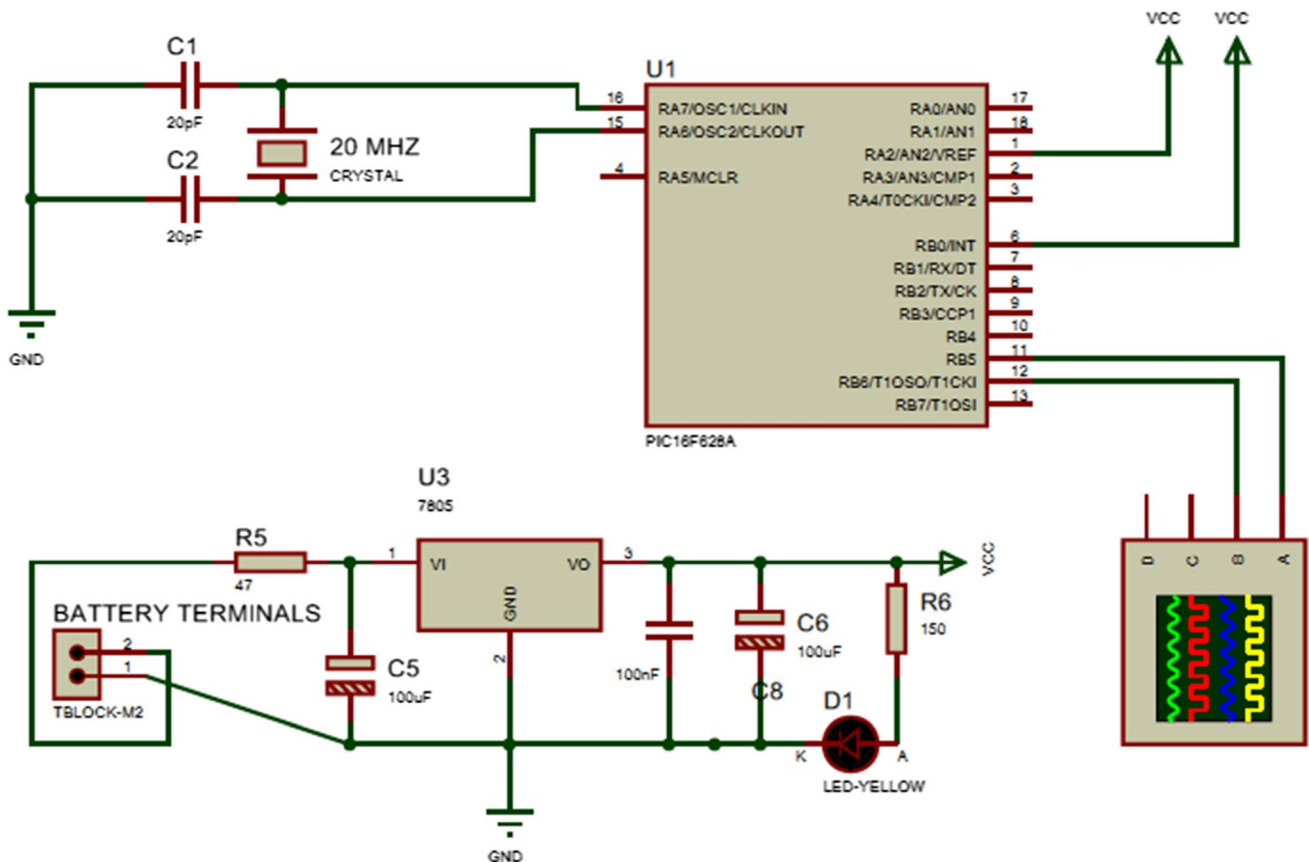 C1
20pF
20 MHZ
CRYSTAL
C2
20pF
GND
U1
16
RA7/OSC1/CLKIN
15
RA6/OSC2/CLKOUT
4
RA5/MCLR
RA0/AN0
17
RA1/AN1
18
RA2/AN2/VREF
1
RA3/AN3/CMP1
2
RA4/T0CKI/CMP2
3
RB0/INT
6
RB1/RX/DT
7
RB2/TX/CK
8
RB3/CCP1
9
RB4
10
RB5
11
RB6/T1OSO/T1CKI
12
RB7/T1OSI
13
PIC16F628A
VCC
VCC
U3
7805
R5
47
1
VI
VO
3
GND
2
BATTERY TERMINALS
2
1
TBLOCK-M2
C5
100uF
100nF
C6
100uF
C8
R6
150
VCC
D1
K
A
LED-YELLOW
GND
D
C
B
A